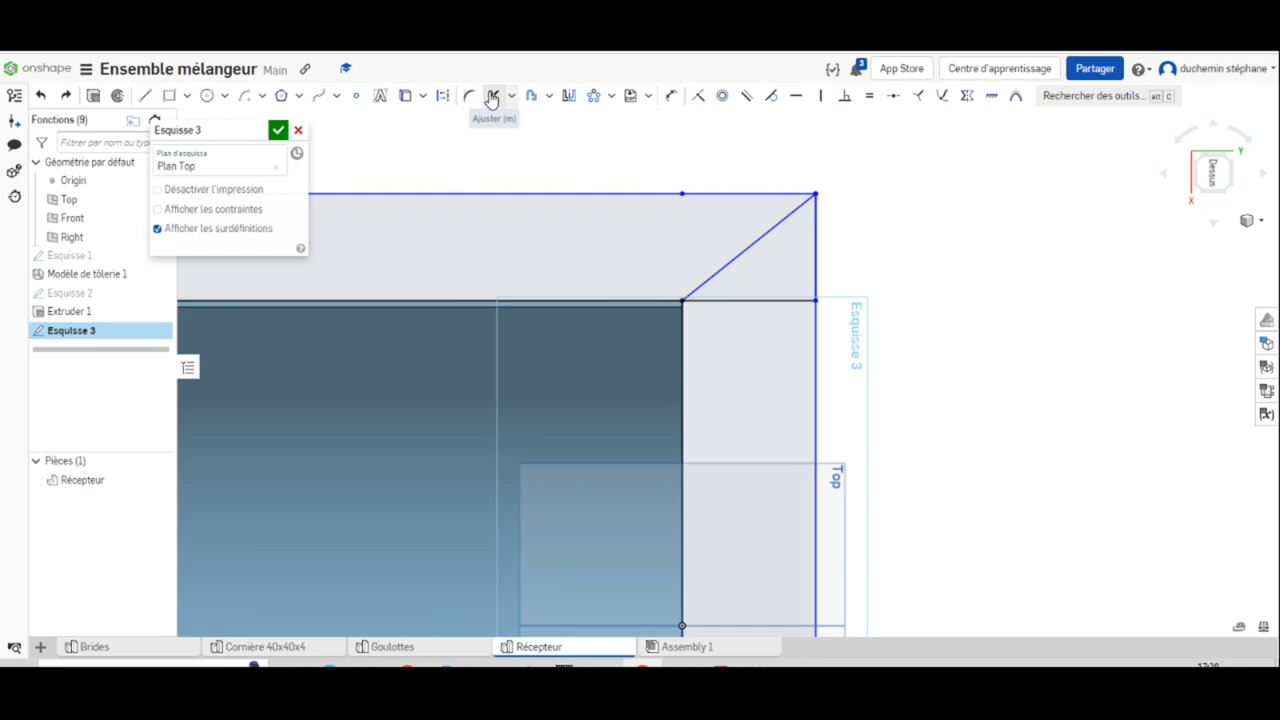 onshape Ensemble mélangeur Main 3 App Store Centre d'apprentissage Partager duchemin stéphane
Rechercher des outils... alt C
Ajuster (m)
Fonctions (9)
Filtrer par nom ou typ
Géométrie par défaut
Origin
Top
Front
Right
Esquisse 1
Modèle de tôlerie 1
Esquisse 2
Extruder 1
Esquisse 3
Pièces (1)
Récepteur
Esquisse 3
Plan d'esquisse
Plan Top
Désactiver l'impression
Afficher les contraintes
Afficher les surdéfinitions
Esquisse 3
Top
Dessus
Y
X
Brides Cornière 40x40x4 Goulottes Récepteur Assembly 1